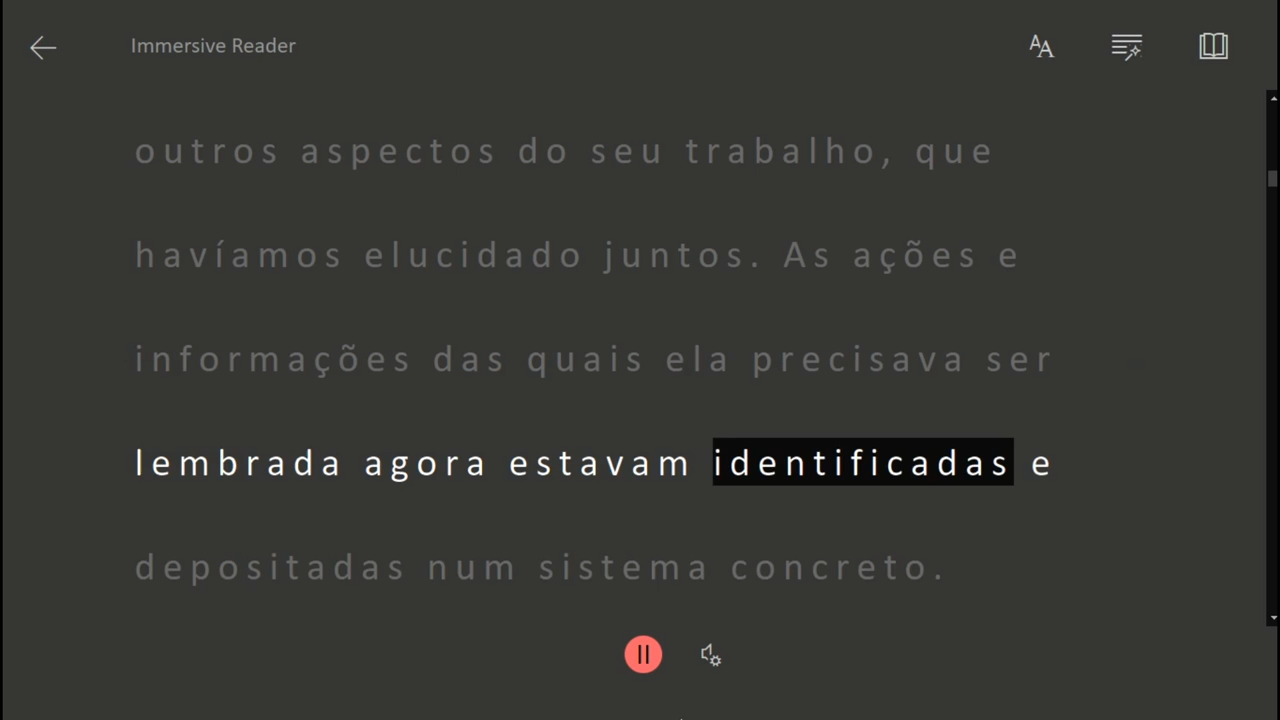 Immersive Reader
outros aspectos do seu trabalho, que
havíamos elucidado juntos. As ações e
informações das quais ela precisava ser
lembrada agora estavam identificadas e
depositadas num sistema concreto.